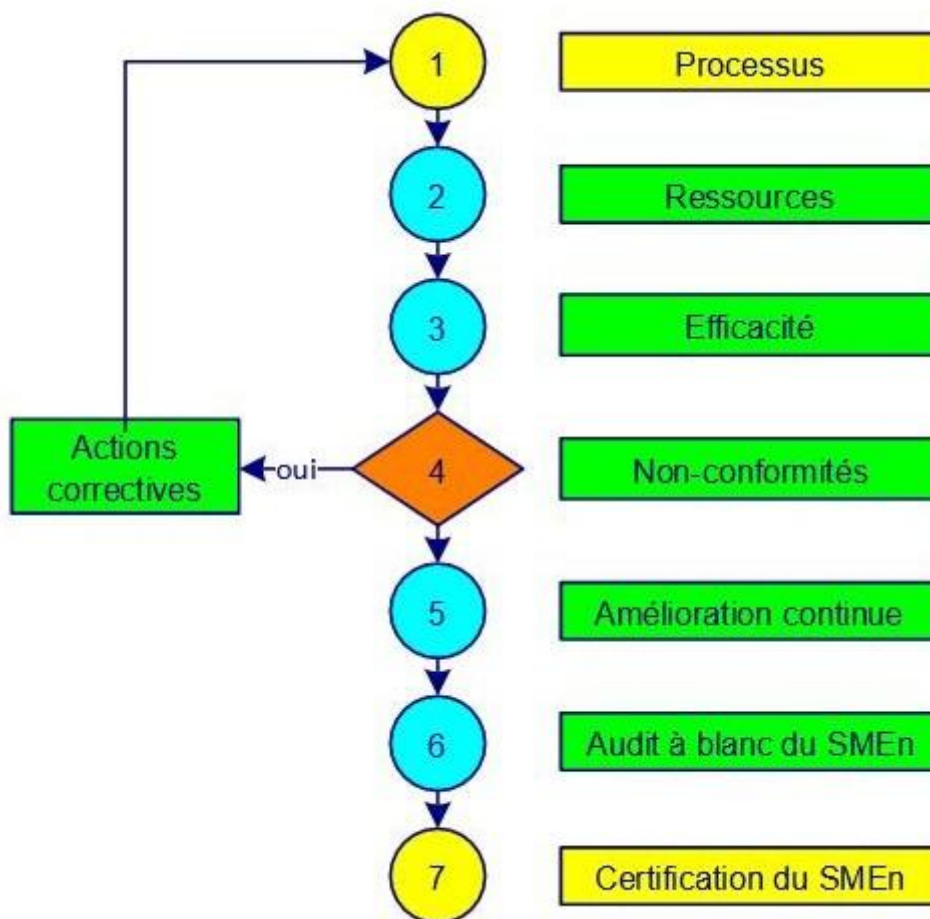 1
Processus
2
Ressources
3
Efficacité
Actions
correctives
oui
4
Non-conformités
5
Amélioration continue
6
Audit à blanc du SMEn
7
Certification du SMEn